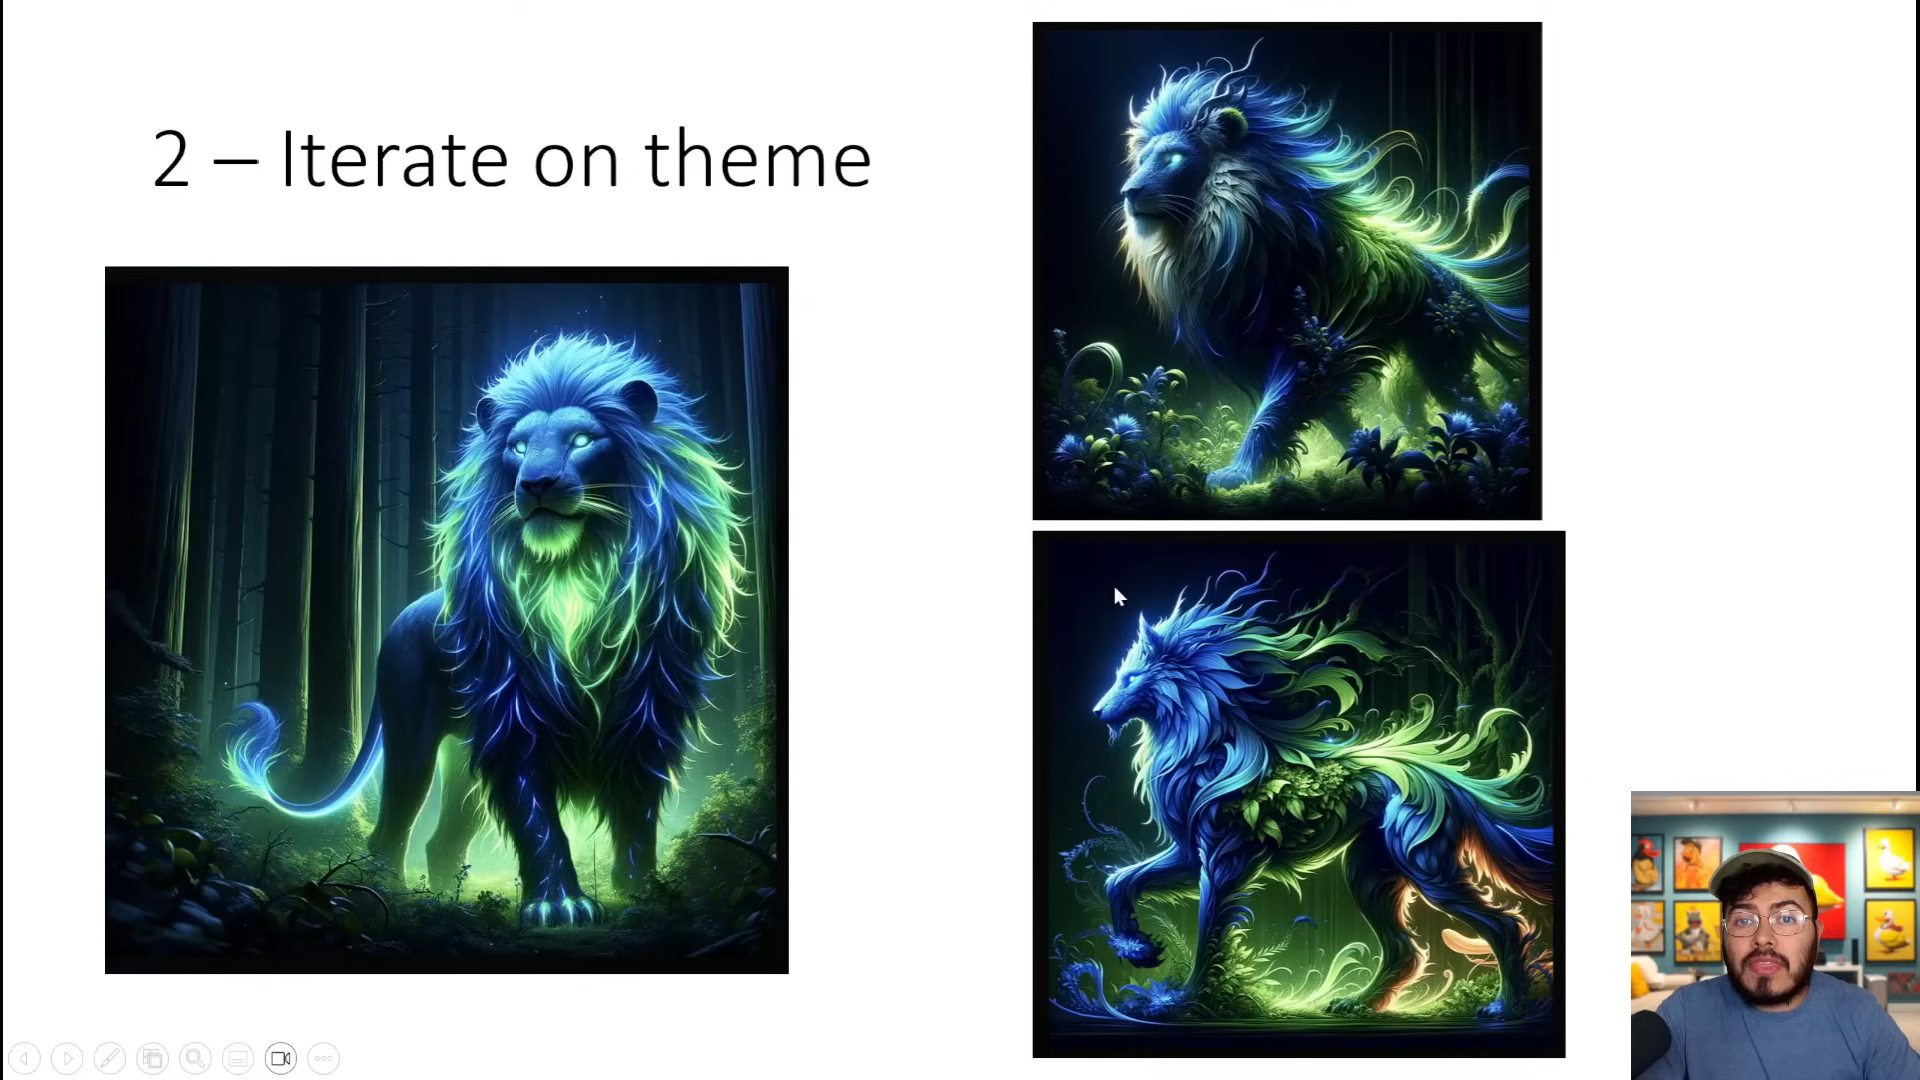 2 – Iterate on theme